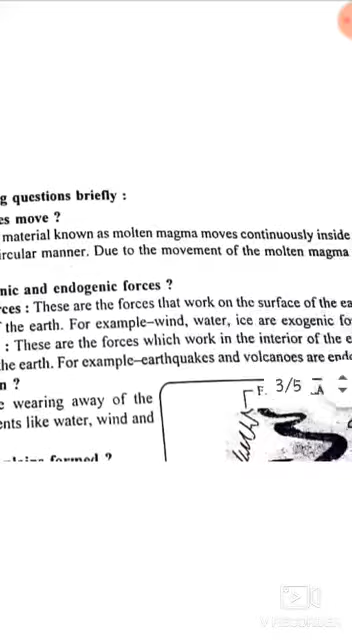 g questions briefly :
es move ?
material known as molten magma moves continuously inside
ircular manner. Due to the movement of the molten magma
nic and endogenic forces ?
rces : These are the forces that work on the surface of the ea
the earth. For example–wind, water, ice are exogenic fo
: These are the forces which work in the interior of the e
he earth. For example–earthquakes and volcanoes are endo
n ?
e wearing away of the
ents like water, wind and
formed ?
F. 3/5 A
V RECORDER